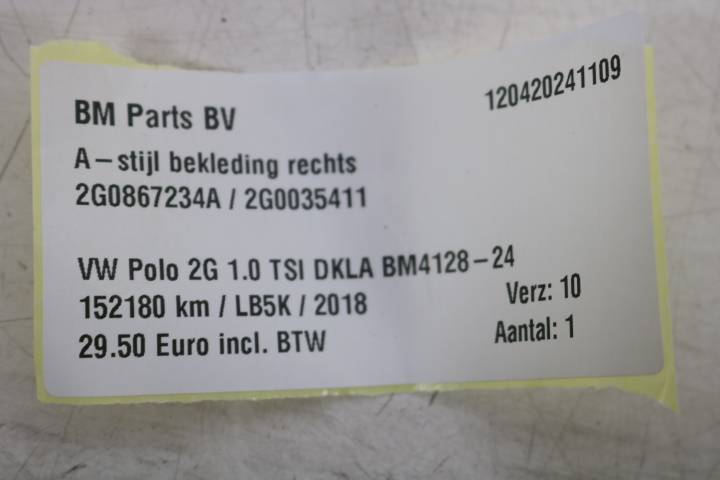 BM Parts BV
120420241109
A-stijl bekleding rechts
2G0867234A / 2G0035411
VW Polo 2G 1.0 TSI DKLA BM4128-24
152180 km / LB5K / 2018
Verz: 10
29.50 Euro incl. BTW
Aantal: 1